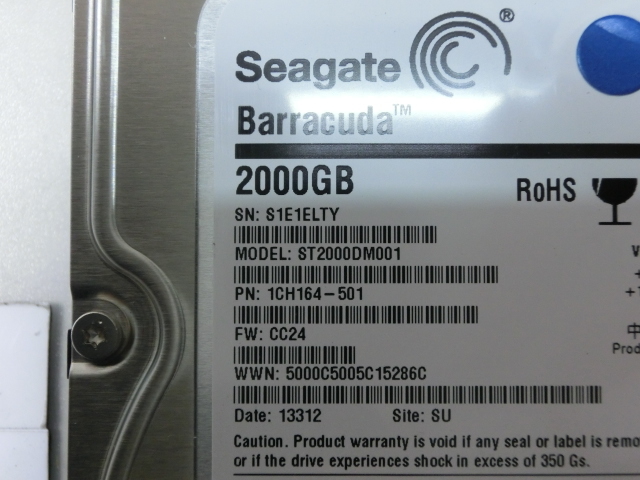 Seagate ®
Barracuda™
2000GB
RoHS
SN: S1E1ELTY
MODEL: ST2000DM001
PN: 1CH164-501
+
FW: CC24
中
Prod
WWN: 5000C5005C15286C
Date: 13312 Site: SU
Caution. Product warranty is void if any seal or label is remo
or if the drive experiences shock in excess of 350 Gs.